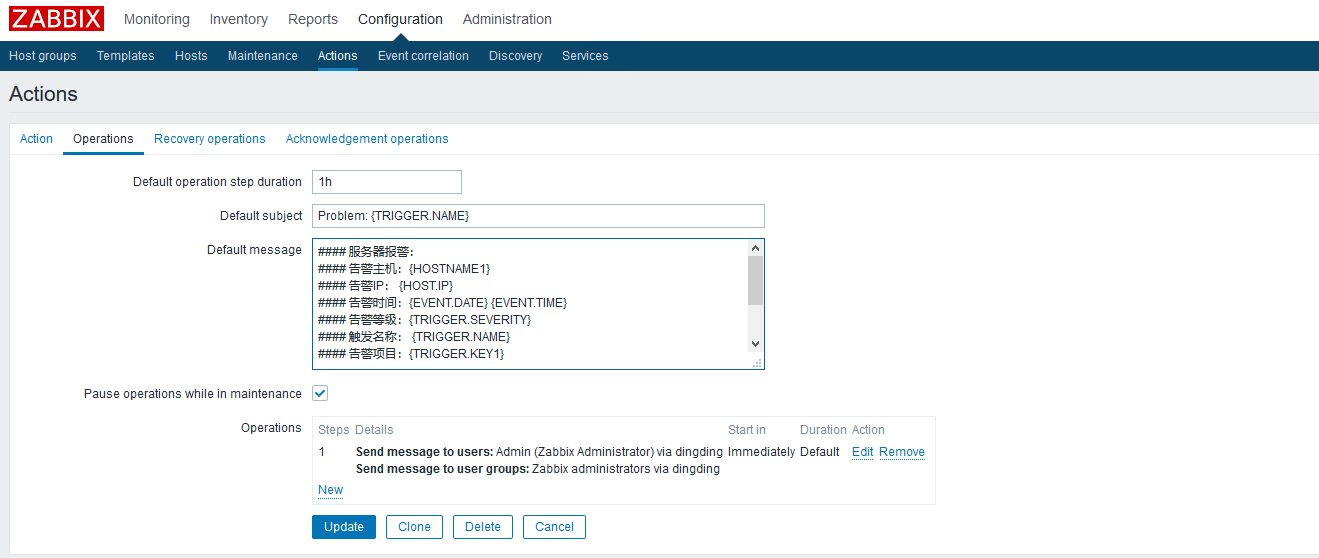 ZABBIX Monitoring Inventory Reports Configuration Administration
Host groups Templates Hosts Maintenance Actions Event correlation Discovery Services
Actions
Action Operations Recovery operations Acknowledgement operations
Default operation step duration 1h
Default subject Problem: {TRIGGER.NAME}
Default message #### 服务器报警：
#### 告警主机：{HOSTNAME1}
#### 告警IP： {HOST.IP}
#### 告警时间：{EVENT.DATE} {EVENT.TIME}
#### 告警等级：{TRIGGER.SEVERITY}
#### 触发名称： {TRIGGER.NAME}
#### 告警项目：{TRIGGER.KEY1}
Pause operations while in maintenance
Operations Steps Details Start in Duration Action
1 Send message to users: Admin (Zabbix Administrator) via dingding Immediately Default Edit Remove
Send message to user groups: Zabbix administrators via dingding
New
Update Clone Delete Cancel